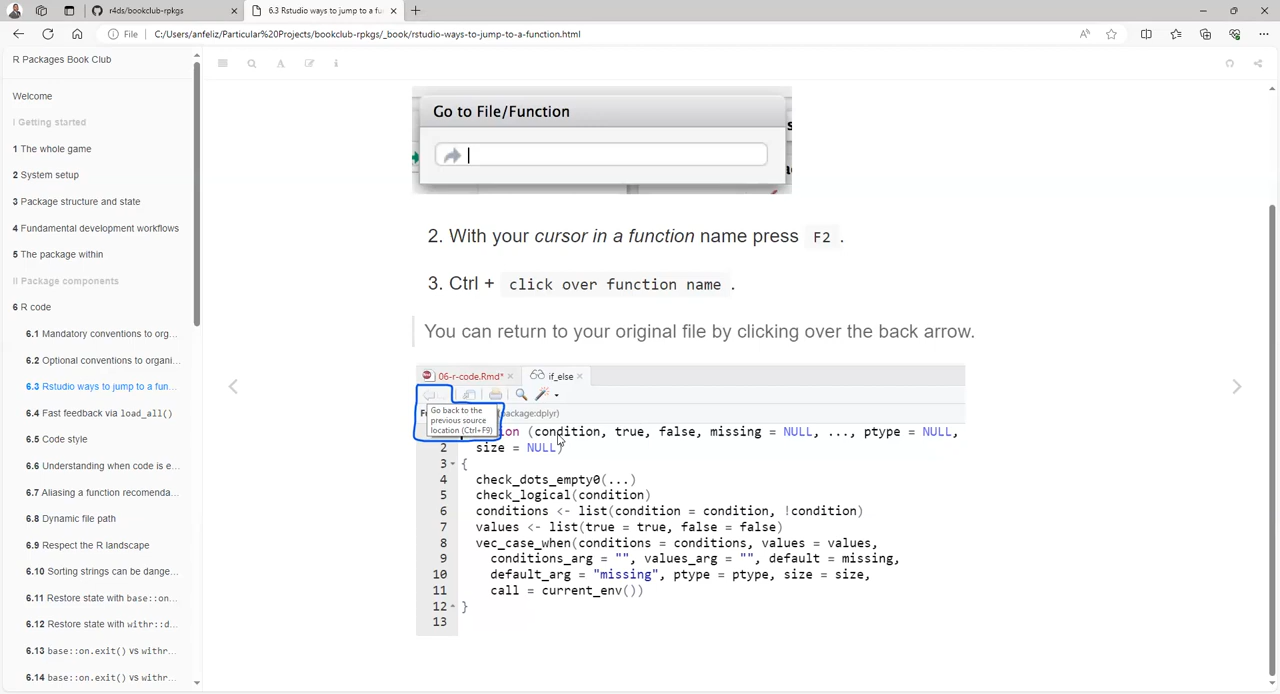 r4ds/bookclub-rpkgs
6.3 Rstudio ways to jump to a fu
File
C:/Users/anfeliz/Particular%20Projects/bookclub-rpkgs/_book/rstudio-ways-to-jump-to-a-function.html
R Packages Book Club
Welcome
I Getting started
1 The whole game
2 System setup
3 Package structure and state
4 Fundamental development workflows
5 The package within
II Package components
6 R code
6.1 Mandatory conventions to org...
6.2 Optional conventions to organi...
6.3 Rstudio ways to jump to a fun...
6.4 Fast feedback via load_all()
6.5 Code style
6.6 Understanding when code is e...
6.7 Aliasing a function recomenda...
6.8 Dynamic file path
6.9 Respect the R landscape
6.10 Sorting strings can be dange...
6.11 Restore state with base::on...
6.12 Restore state with withr::d...
6.13 base::on.exit() vs withr...
6.14 base::on.exit() vs withr...
Go to File/Function
2. With your cursor in a function name press F2 .
3. Ctrl + click over function name .
You can return to your original file by clicking over the back arrow.
06-r-code.Rmd*
if_else
Go back to the
previous source
location (Ctrl+F9)
(package:dplyr)
(condition, true, false, missing = NULL, ..., ptype = NULL,
2 size = NULL)
3 {
4 check_dots_empty0(...)
5 check_logical(condition)
6 conditions <- list(condition = condition, !condition)
7 values <- list(true = true, false = false)
8 vec_case_when(conditions = conditions, values = values,
9 conditions_arg = "", values_arg = "", default = missing,
10 default_arg = "missing", ptype = ptype, size = size,
11 call = current_env())
12 }
13